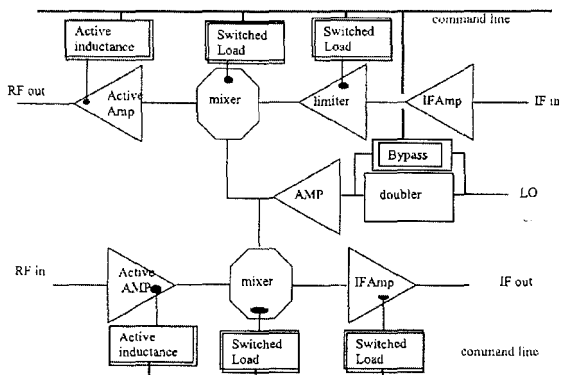 command line
Active
inductance
Switched
Load
Switched
Load
RF out
Active
Amp
mixer
limiter
IFAmp
IF in
Bypass
AMP
doubler
LO
RF in
Active
AMP
mixer
IFAmp
IF out
Active
inductance
Switched
Load
Switched
Load
command line